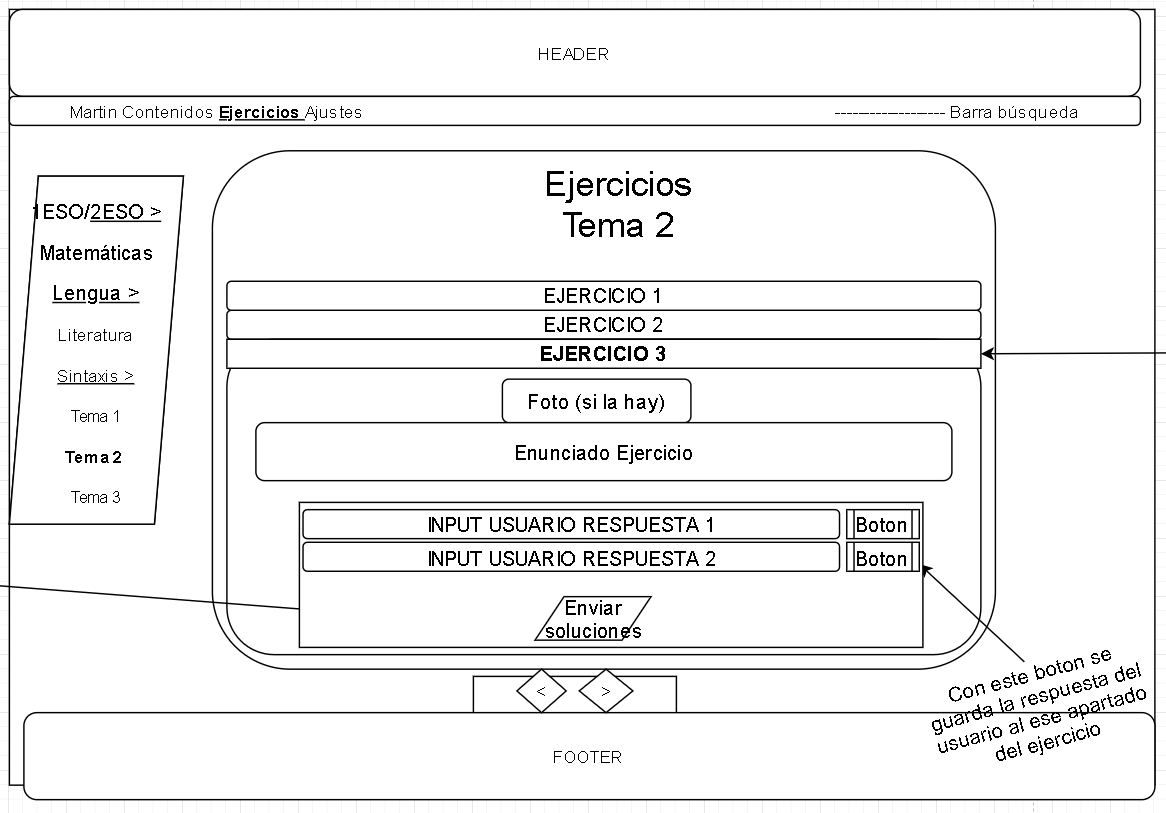 HEADER
Martin Contenidos Ejercicios Ajustes
-------------------- Barra búsqueda
1ESO/2ESO >
Matemáticas
Lengua >
Literatura
Sintaxis >
Tema 1
Tema 2
Tema 3
Ejercicios
Tema 2
EJERCICIO 1
EJERCICIO 2
EJERCICIO 3
Foto (si la hay)
Enunciado Ejercicio
INPUT USUARIO RESPUESTA 1
Boton
INPUT USUARIO RESPUESTA 2
Boton
Enviar
soluciones
Con este boton se
guarda la respuesta del
usuario al ese apartado
del ejercicio
< >
FOOTER